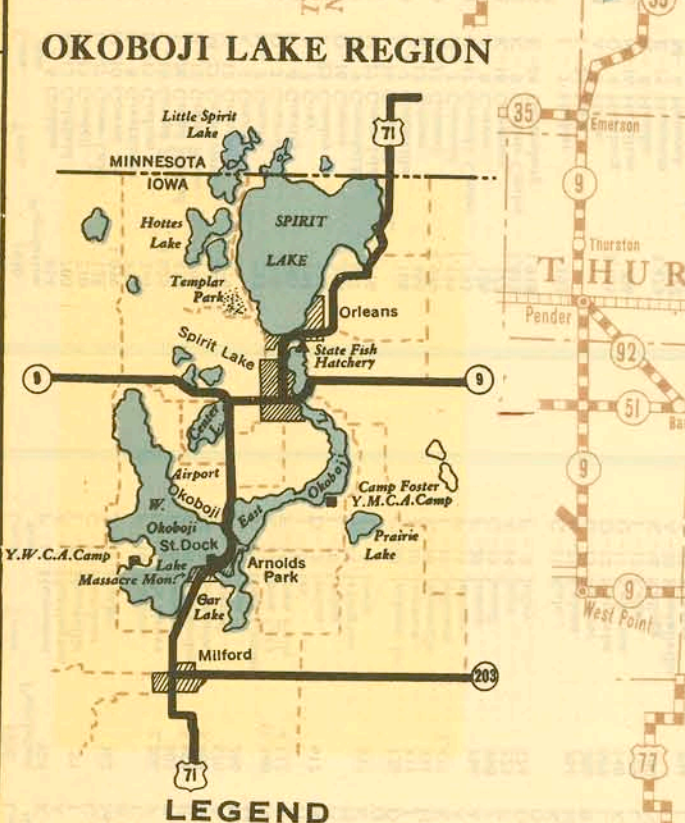 OKOBOJI LAKE REGION
Little Spirit
Lake
71
MINNESOTA
IOWA
Hottes
Lake
SPIRIT
LAKE
Templar
Park
Orleans
Spirit Lake
State Fish
Hatchery
9
9
Center
L.
Airport
Okoboji
W.
Okoboji
Lake
East
Okoboji
Camp Foster
Y.M.C.A. Camp
Prairie
Lake
St. Dock
Y.W.C.A. Camp
Massacre Mon.
Arnolds
Park
Gar
Lake
Milford
203
71
LEGEND
35
35
Emerson
9
Thurston
THUR
Pender
92
51
Ba
9
9
West Point
77